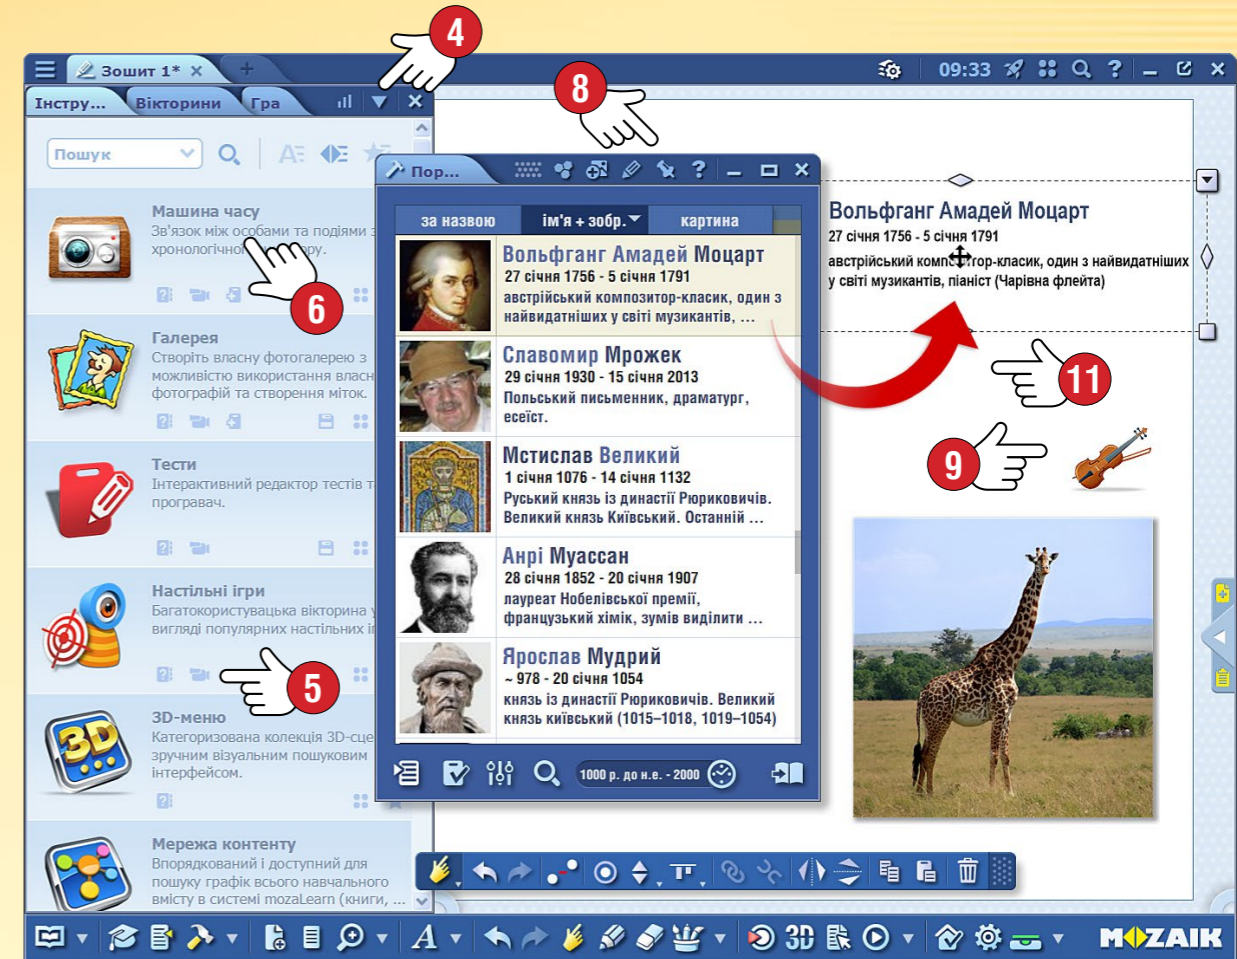 4
8
Зошит 1* ×
09:33
Інстру... Вікторини Гра
Пошук
Машина часу
Зв'язок між особами та подіями з
6
Галерея
Створіть власну фотогалерею з
можливістю використання власн
фотографій та створення міток.
Тести
Інтерактивний редактор тестів т
програвач.
Настільні ігри
Багатокористувацька вікторина у
вигляді популярних настільних іг
5
3D-меню
Категоризована колекція 3D-сце
зручним візуальним пошуковим
інтерфейсом.
Мережа контенту
Впорядкований і доступний для
пошуку графік всього навчального
вмісту в системі mozaLearn (книги, ...
Пор...
за назвою ім'я + зобр. картина
Вольфганг Амадей Моцарт
27 січня 1756 - 5 січня 1791
австрійський композитор-класик, один з
найвидатніших у світі музикантів, ...
Славомир Мрожек
29 січня 1930 - 15 січня 2013
Польський письменник, драматург,
есеїст.
Мстислав Великий
1 січня 1076 - 14 січня 1132
Руський князь із династії Рюриковичів.
Великий князь Київський. Останній ...
Анрі Муассан
28 січня 1852 - 20 січня 1907
лауреат Нобелівської премії,
французький хімік, зумів виділити ...
Ярослав Мудрий
~ 978 - 20 січня 1054
князь із династії Рюриковичів. Великий
князь київський (1015–1018, 1019–1054)
1000 р. до н.е. - 2000
Вольфганг Амадей Моцарт
27 січня 1756 - 5 січня 1791
австрійський один з найвидатніших
у світі музикантів, піаніст (Чарівна флейта)
11
9
3D
MOZAIK